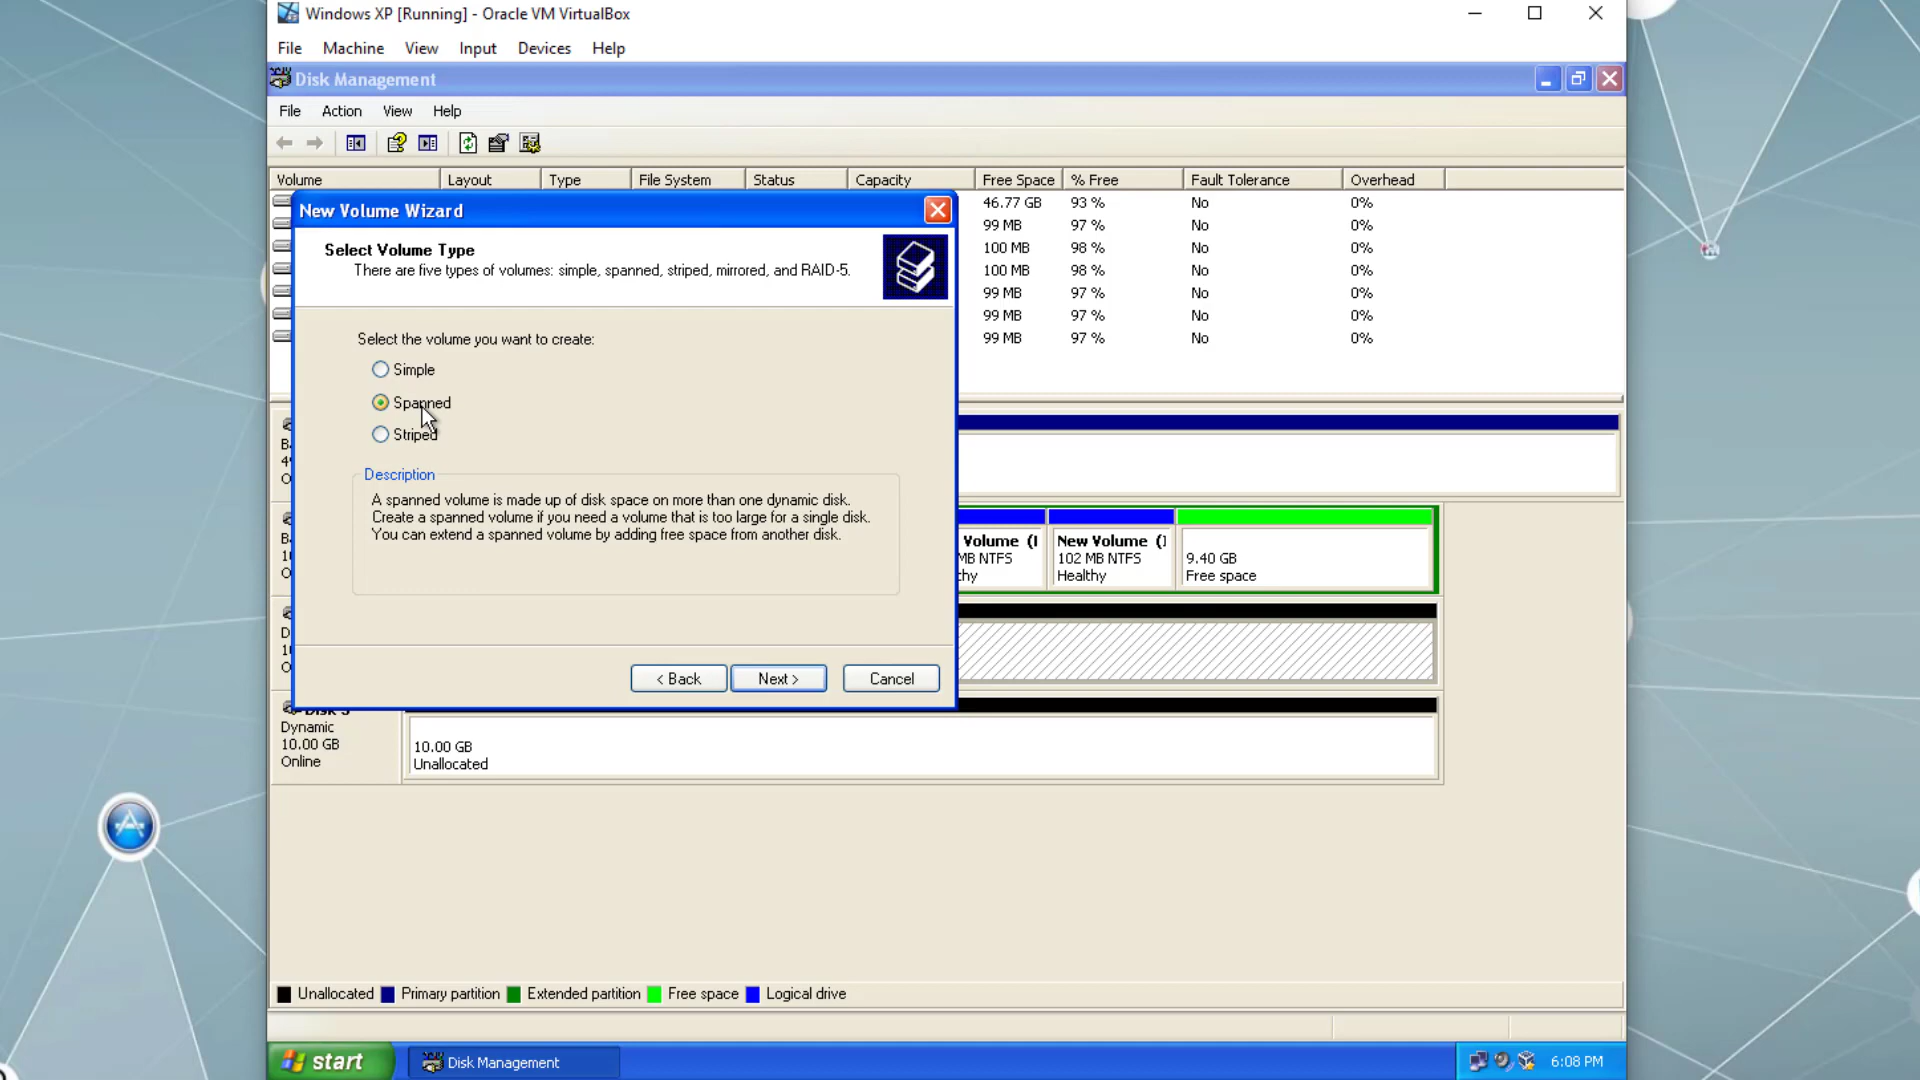 Windows XP [Running] - Oracle VM VirtualBox
File Machine View Input Devices Help
Disk Management
File Action View Help
Volume Layout Type File System Status Capacity Free Space % Free Fault Tolerance Overhead
46.77 GB 93 % No 0%
99 MB 97 % No 0%
100 MB 98 % No 0%
100 MB 98 % No 0%
99 MB 97 % No 0%
99 MB 97 % No 0%
99 MB 97 % No 0%
New Volume Wizard
Select Volume Type
There are five types of volumes: simple, spanned, striped, mirrored, and RAID-5.
Select the volume you want to create:
Simple
Spanned
Striped
Description
A spanned volume is made up of disk space on more than one dynamic disk.
Create a spanned volume if you need a volume that is too large for a single disk.
You can extend a spanned volume by adding free space from another disk.
< Back Next > Cancel
Volume (
MB NTFS
New Volume (
102 MB NTFS
Healthy
9.40 GB
Free space
Dynamic
10.00 GB
Online
10.00 GB
Unallocated
Unallocated Primary partition Extended partition Free space Logical drive
start Disk Management 6:08 PM